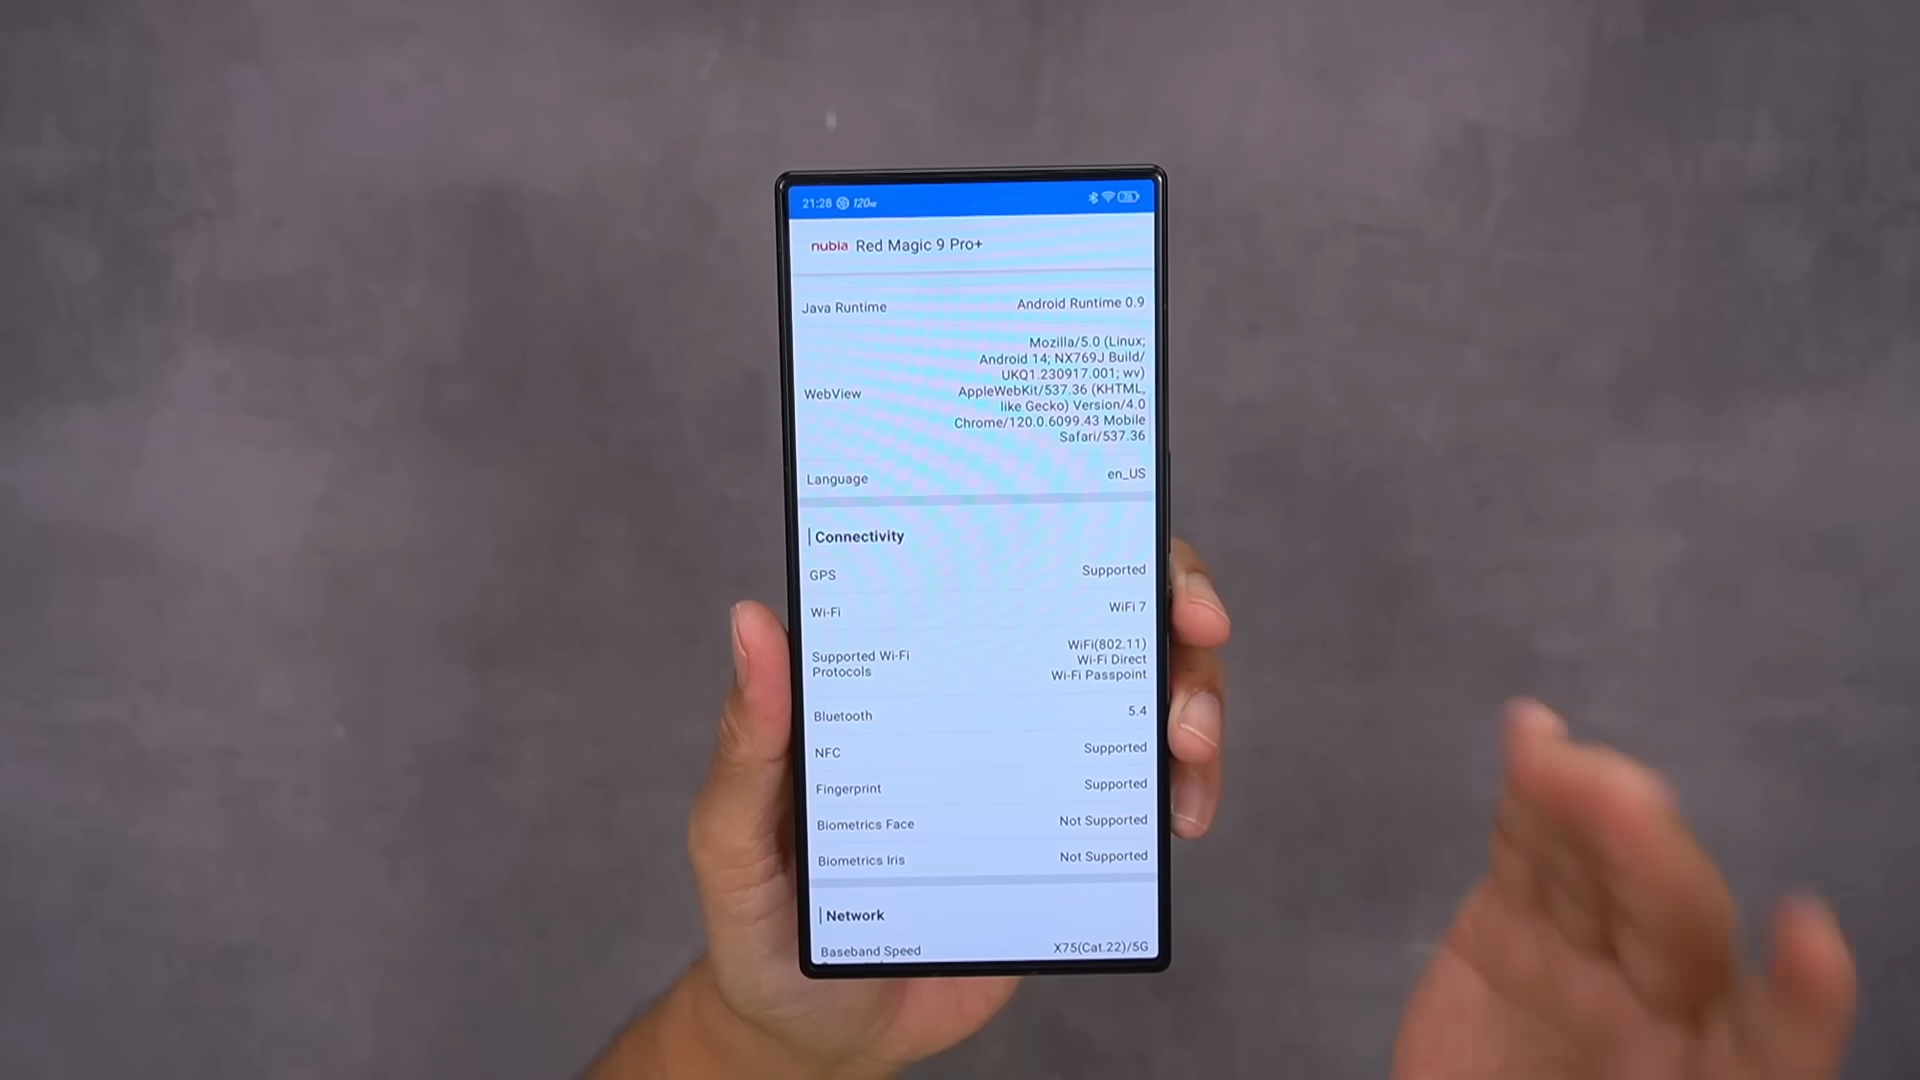 21:28 120Hz
nubia Red Magic 9 Pro+
Java Runtime Android Runtime 0.9
WebView
Mozilla/5.0 (Linux;
Android 14; NX769J Build/
UKQ1.230917.001; wv)
AppleWebKit/537.36 (KHTML,
like Gecko) Version/4.0
Chrome/120.0.6099.43 Mobile
Safari/537.36
Language en_US
Connectivity
GPS Supported
Wi-Fi WiFi 7
Supported Wi-Fi
Protocols
WiFi(802.11)
Wi-Fi Direct
Wi-Fi Passpoint
Bluetooth 5.4
NFC Supported
Fingerprint Supported
Biometrics Face Not Supported
Biometrics Iris Not Supported
Network
Baseband Speed X75(Cat.22)/5G